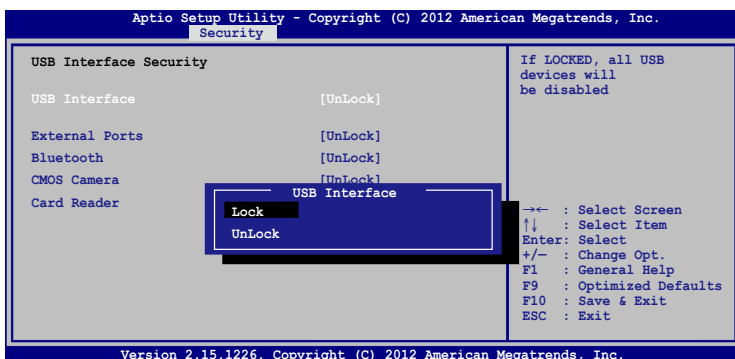 Aptio Setup Utility - Copyright (C) 2012 American Megatrends, Inc.
Security
USB Interface Security
USB Interface [UnLock]
External Ports [UnLock]
Bluetooth [UnLock]
CMOS Camera [UnLock]
Card Reader
USB Interface
Lock
UnLock
If LOCKED, all USB
devices will
be disabled
→← : Select Screen
↑↓ : Select Item
Enter: Select
+/— : Change Opt.
F1 : General Help
F9 : Optimized Defaults
F10 : Save & Exit
ESC : Exit
Version 2.15.1226. Copyright (C) 2012 American Megatrends, Inc.